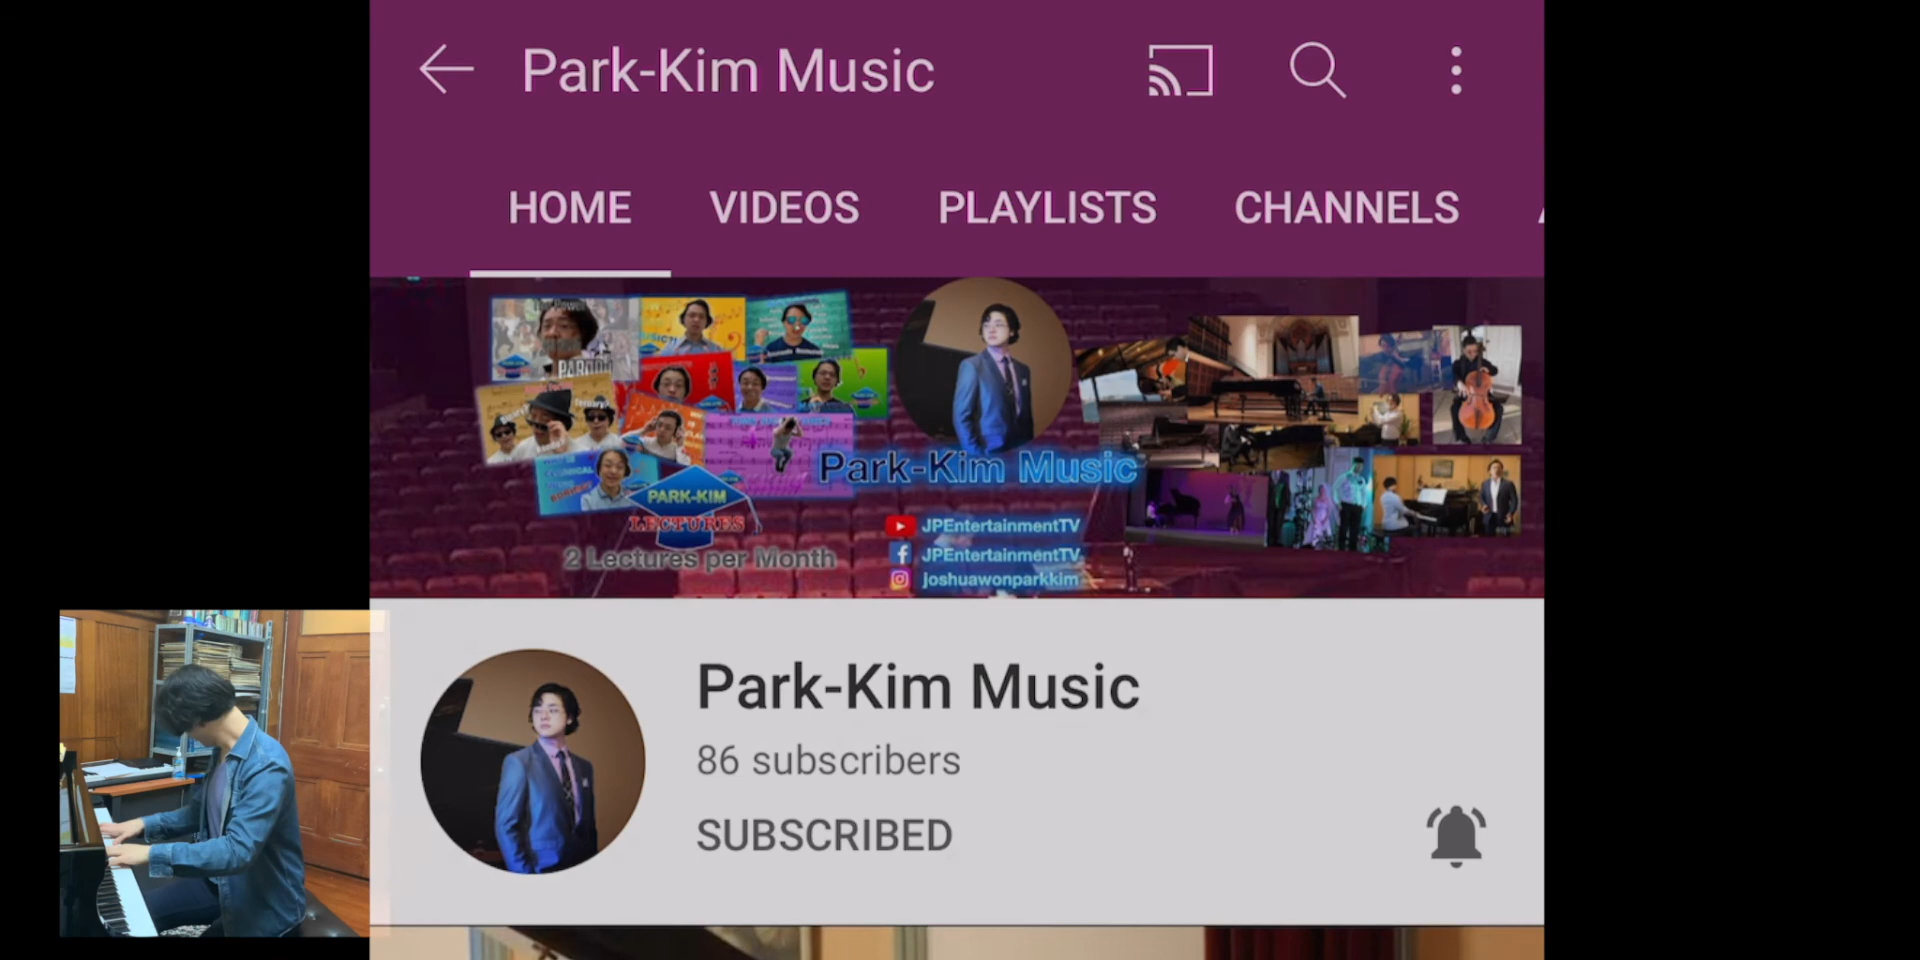 Park-Kim Music
HOME VIDEOS PLAYLISTS CHANNELS
PARK-KIM
LECTURES
2 Lectures per Month
Park-Kim Music
JPEntertainmentTV
JPEntertainmentTV
joshuawonparkkim
Park-Kim Music
86 subscribers
SUBSCRIBED